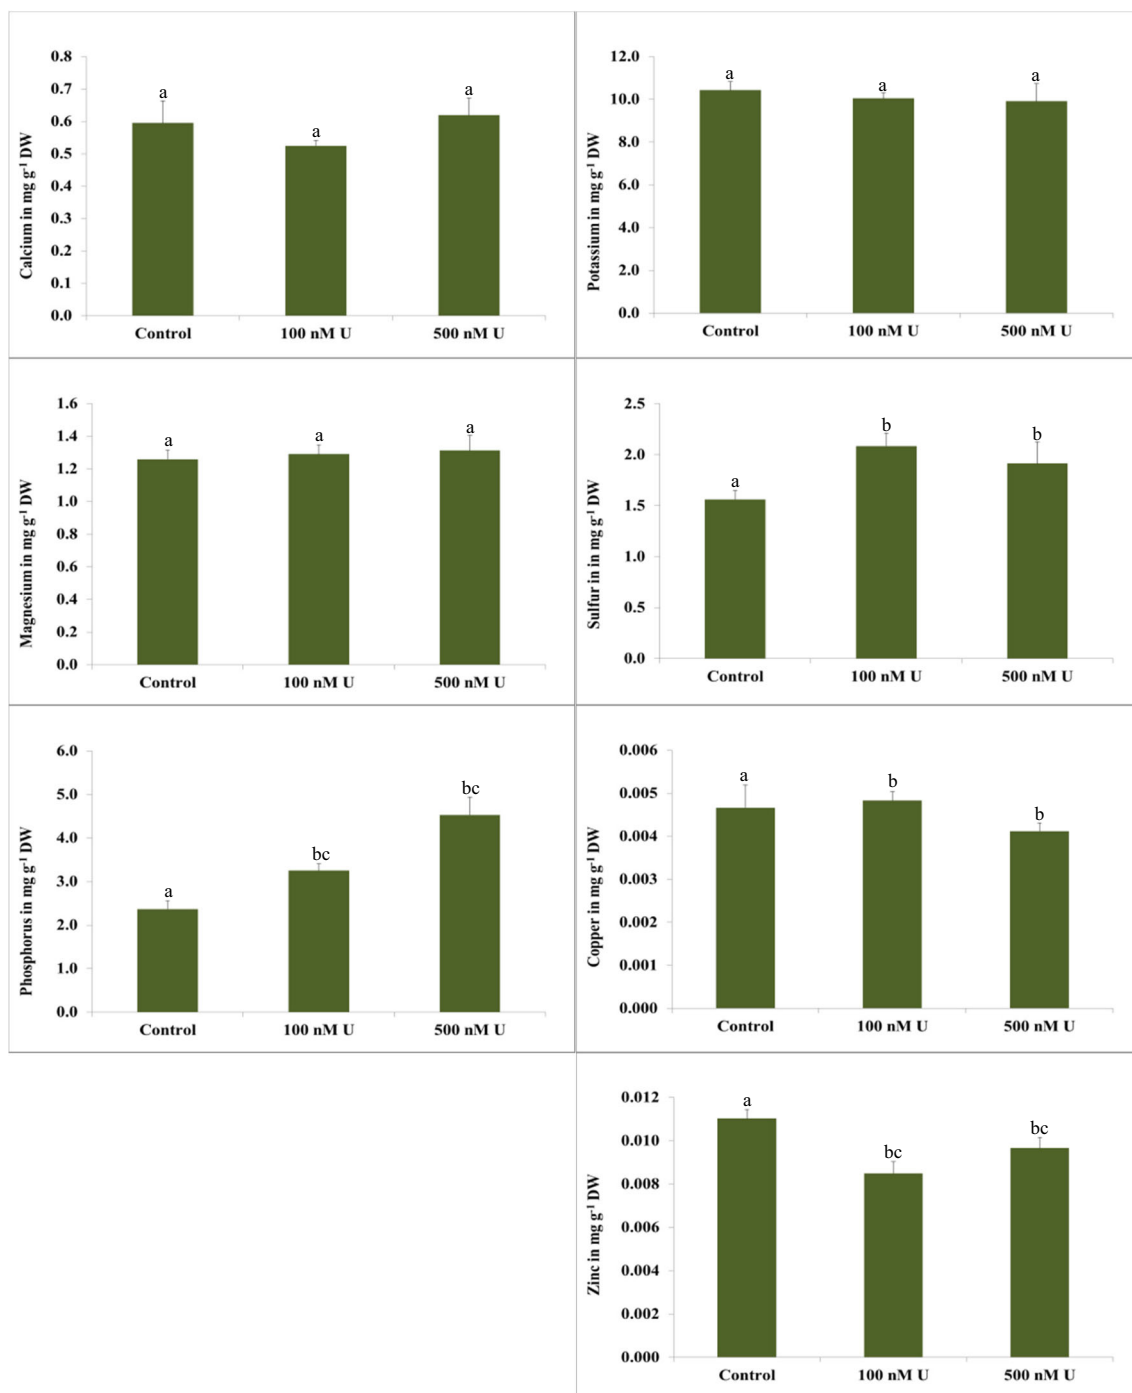 Calcium in mg g⁻¹ DW
0.8
0.7
0.6
0.5
0.4
0.3
0.2
0.1
0.0
a
a
a
Control 100 nM U 500 nM U
Potassium in mg g⁻¹ DW
12.0
10.0
8.0
6.0
4.0
2.0
0.0
a
a
a
Control 100 nM U 500 nM U
Magnesium in mg g⁻¹ DW
1.6
1.4
1.2
1.0
0.8
0.6
0.4
0.2
0.0
a
a
a
Control 100 nM U 500 nM U
Sulfur in in mg g⁻¹ DW
2.5
2.0
1.5
1.0
0.5
0.0
a
b
b
Control 100 nM U 500 nM U
Phosphorus in mg g⁻¹ DW
6.0
5.0
4.0
3.0
2.0
1.0
0.0
a
bc
bc
Control 100 nM U 500 nM U
Copper in mg g⁻¹ DW
0.006
0.005
0.004
0.003
0.002
0.001
0.000
a
b
b
Control 100 nM U 500 nM U
Zinc in mg g⁻¹ DW
0.012
0.010
0.008
0.006
0.004
0.002
0.000
a
bc
bc
Control 100 nM U 500 nM U